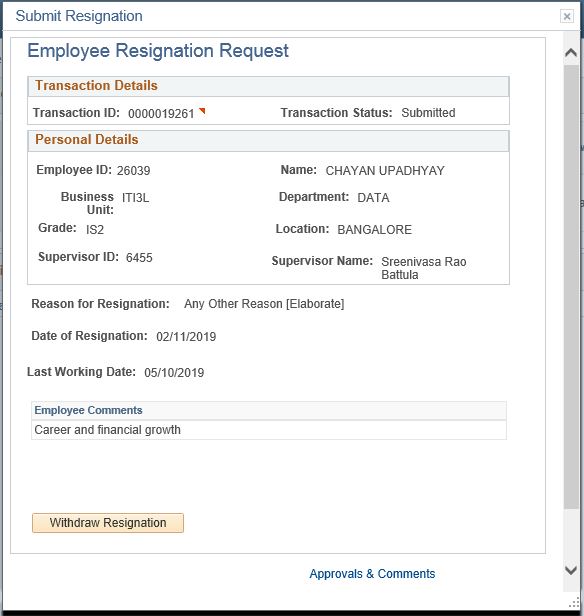 Submit Resignation
Employee Resignation Request
Transaction Details
Transaction ID: 0000019261 Transaction Status: Submitted
Personal Details
Employee ID: 26039 Name: CHAYAN UPADHYAY
Business Unit: ITI3L Department: DATA
Grade: IS2 Location: BANGALORE
Supervisor ID: 6455 Supervisor Name: Sreenivasa Rao
Battula
Reason for Resignation: Any Other Reason [Elaborate]
Date of Resignation: 02/11/2019
Last Working Date: 05/10/2019
Employee Comments
Career and financial growth
Withdraw Resignation
Approvals & Comments